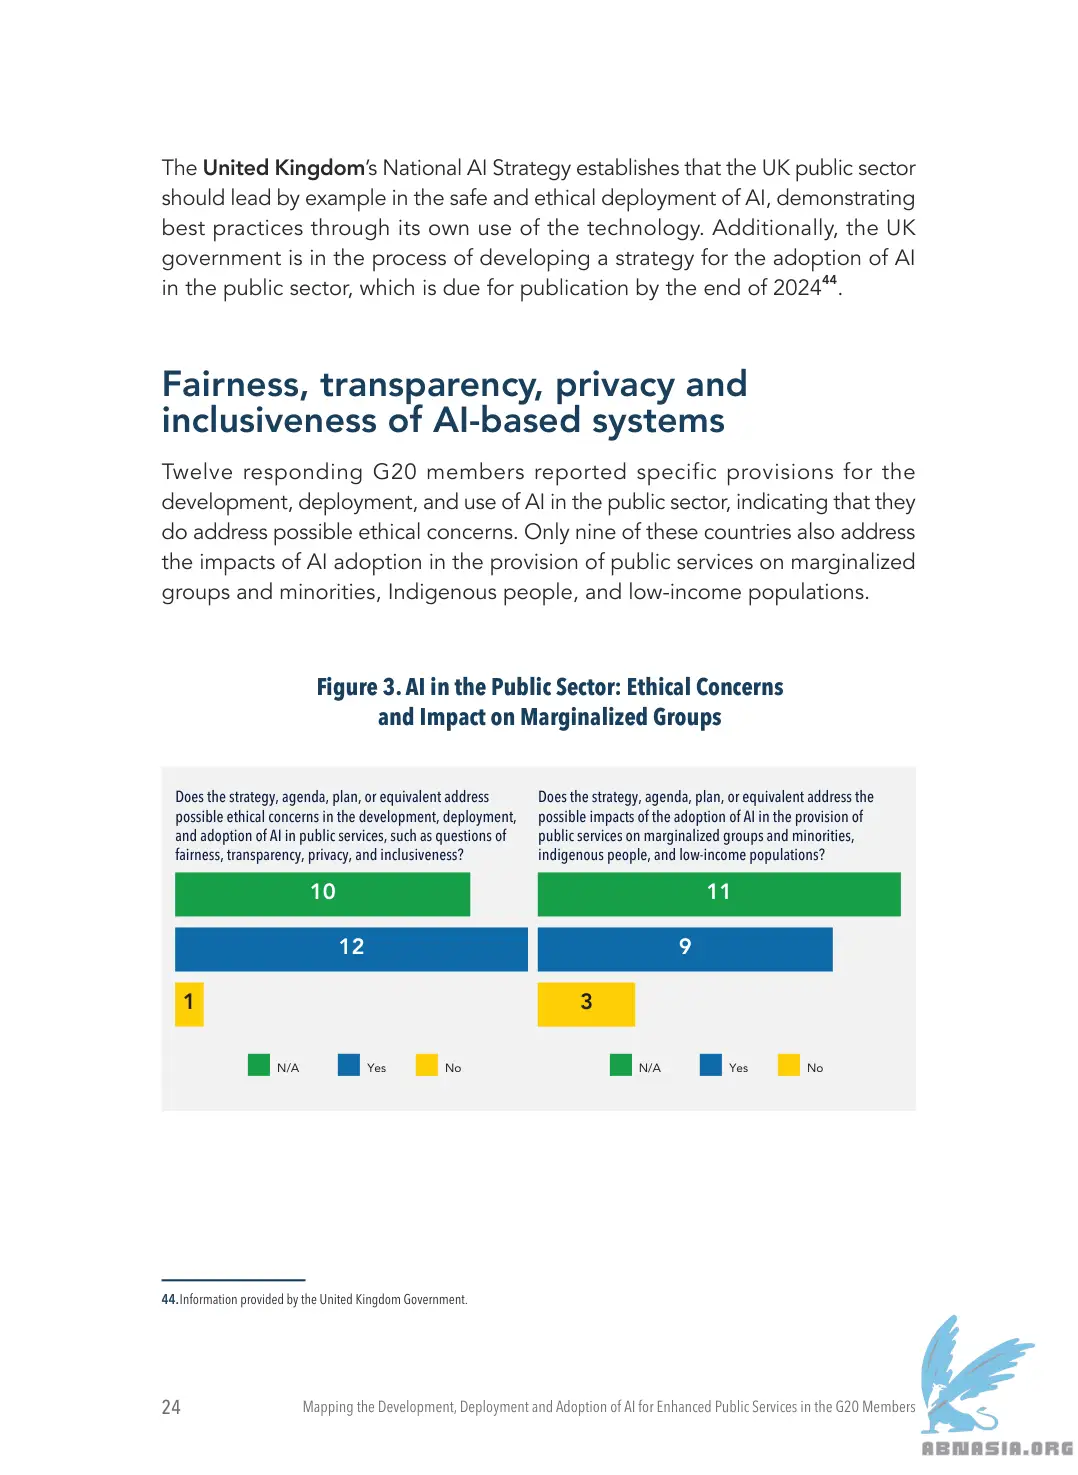 The United Kingdom’s National AI Strategy establishes that the UK public sector
should lead by example in the safe and ethical deployment of AI, demonstrating
best practices through its own use of the technology. Additionally, the UK
government is in the process of developing a strategy for the adoption of AI
in the public sector, which is due for publication by the end of 2024⁴⁴.
Fairness, transparency, privacy and
inclusiveness of AI-based systems
Twelve responding G20 members reported specific provisions for the
development, deployment, and use of AI in the public sector, indicating that they
do address possible ethical concerns. Only nine of these countries also address
the impacts of AI adoption in the provision of public services on marginalized
groups and minorities, Indigenous people, and low-income populations.
Figure 3. AI in the Public Sector: Ethical Concerns
and Impact on Marginalized Groups
Does the strategy, agenda, plan, or equivalent address
possible ethical concerns in the development, deployment,
and adoption of AI in public services, such as questions of
fairness, transparency, privacy, and inclusiveness?
10
12
1
N/A Yes No
Does the strategy, agenda, plan, or equivalent address the
possible impacts of the adoption of AI in the provision of
public services on marginalized groups and minorities,
indigenous people, and low-income populations?
11
9
3
N/A Yes No
44. Information provided by the United Kingdom Government.
24 Mapping the Development, Deployment and Adoption of AI for Enhanced Public Services in the G20 Members
ABNASIA.ORG